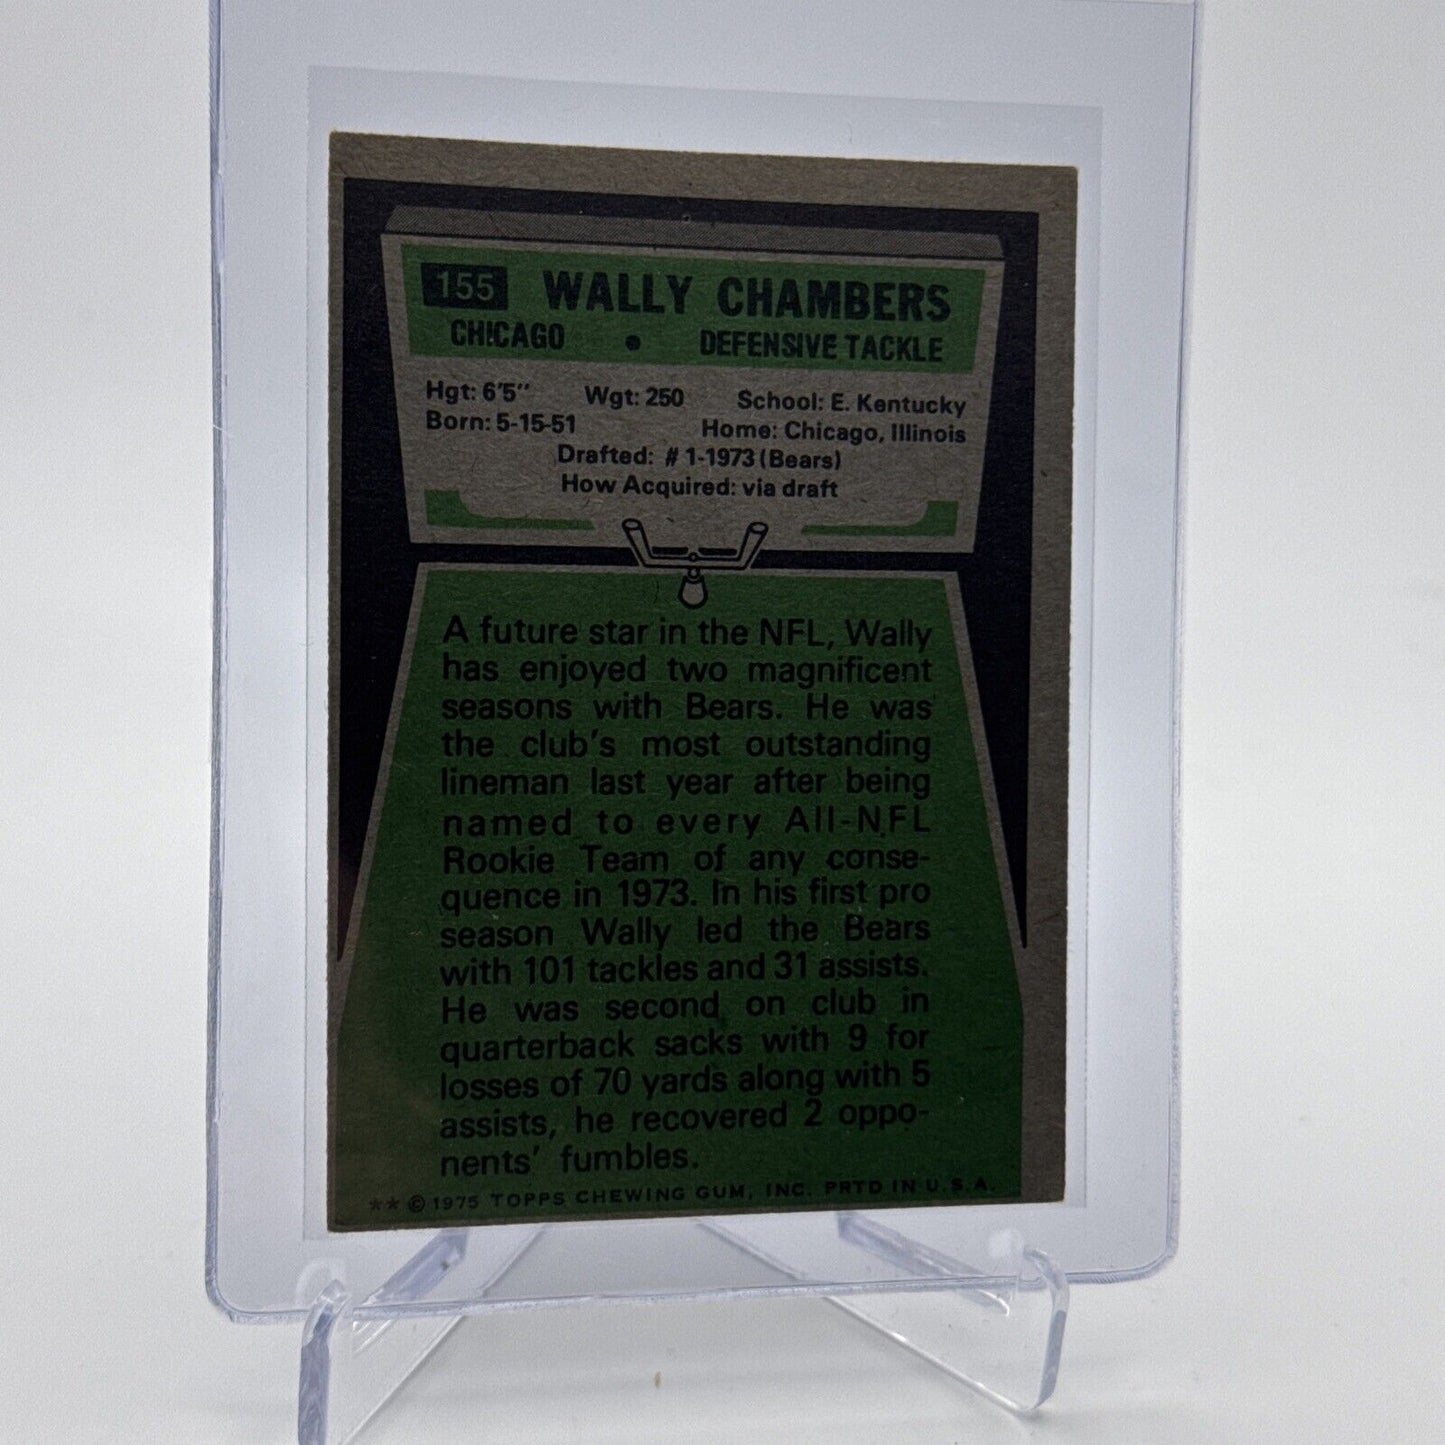 155 WALLY CHAMBERS
CHICAGO • DEFENSIVE TACKLE
Hgt: 6'5" Wgt: 250 School: E. Kentucky
Born: 5-15-51 Home: Chicago, Illinois
Drafted: # 1-1973 (Bears)
How Acquired: via draft
A future star in the NFL, Wally
has enjoyed two magnificent
seasons with Bears. He was
the club's most outstanding
lineman last year after being
named to every All-NFL
Rookie Team of any conse-
quence in 1973. In his first pro
season Wally led the Bears
with 101 tackles and 31 assists.
He was second on club in
quarterback sacks with 9 for
losses of 70 yards along with 5
assists, he recovered 2 oppo-
nents' fumbles.
** © 1975 TOPPS CHEWING GUM, INC. PRTD IN U.S.A.